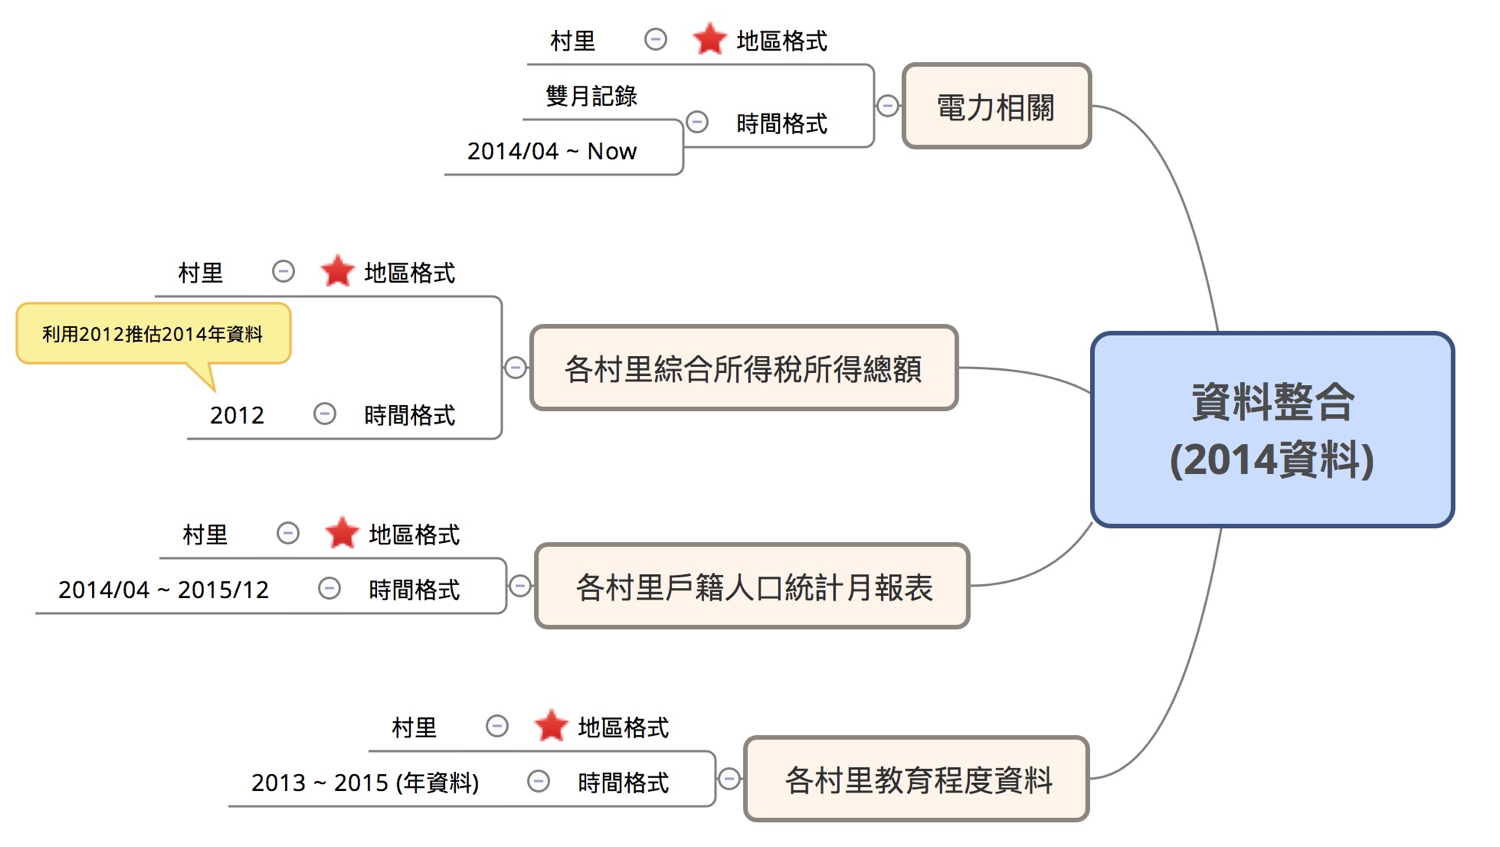 村里
地區格式
雙月記錄
時間格式
2014/04 ~ Now
電力相關
村里
地區格式
利用2012推估2014年資料
2012
時間格式
各村里綜合所得稅所得總額
資料整合
(2014資料)
村里
地區格式
2014/04 ~ 2015/12
時間格式
各村里戶籍人口統計月報表
村里
地區格式
2013 ~ 2015 (年資料)
時間格式
各村里教育程度資料